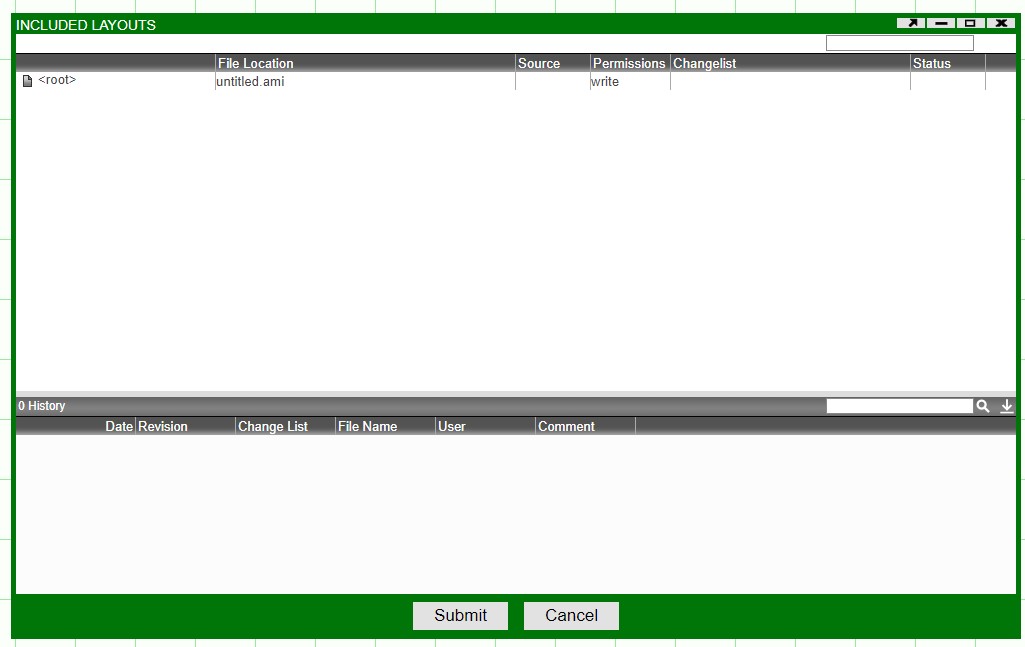 INCLUDED LAYOUTS
File Location Source Permissions Changelist Status
<root> untitled.ami write
0 History
Date Revision Change List File Name User Comment
Submit Cancel